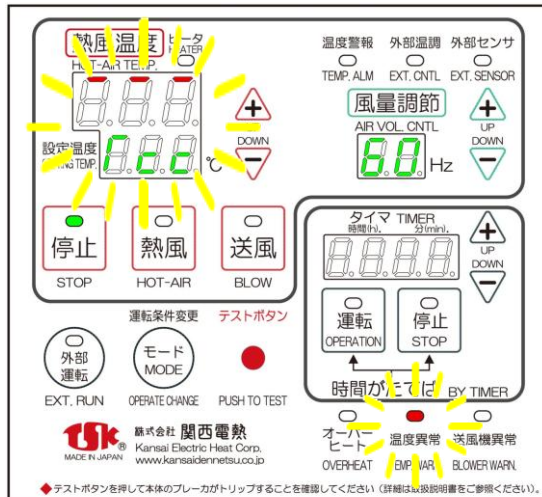 熱風温度 ヒータ
HOT-AIR TEMP. HEATER
温度警報 外部温調 外部センサ
TEMP. ALM EXT. CNTL EXT. SENSOR
風量調節
AIR VOL. CNTL
60 Hz
UP
DOWN
UP
DOWN
設定温度
℃
停止 熱風 送風
STOP HOT-AIR BLOW
タイマ TIMER
時間(h). 分(min).
UP
DOWN
運転 停止
OPERATION STOP
時間がたてば BY TIMER
運転条件変更 テストボタン
外部
運転
モード
MODE
EXT. RUN OPERATE CHANGE PUSH TO TEST
TSK
MADE IN JAPAN
株式会社 関西電熱
Kansai Electric Heat Corp.
www.kansaidennetsu.co.jp
オーバー
ヒート
温度異常 送風機異常
OVERHEAT EMP. WARN. BLOWER WARN.
◆テストボタンを押して本体のブレーカがトリップすることを確認してください（詳細は取扱説明書をご参照ください）。